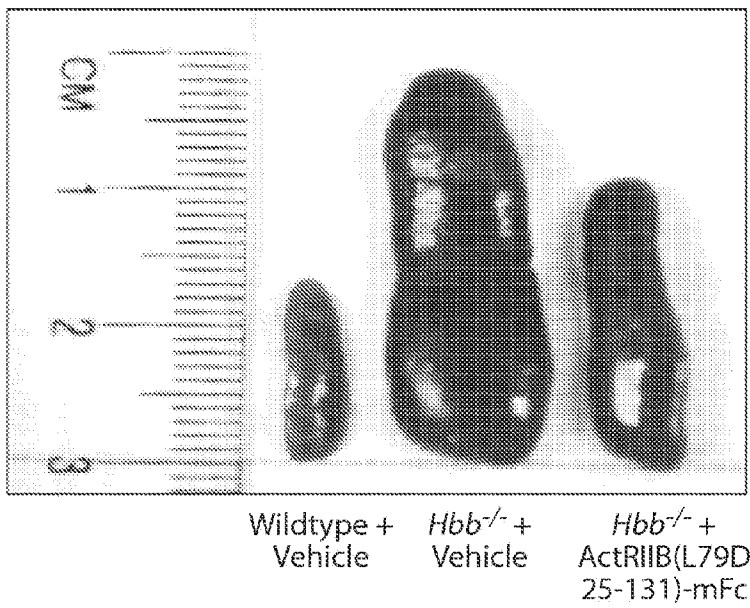 CM
1
2
3
Wildtype + Hbb-/- + Hbb-/- +
Vehicle Vehicle ActRIIB(L79D
25-131)-mFc